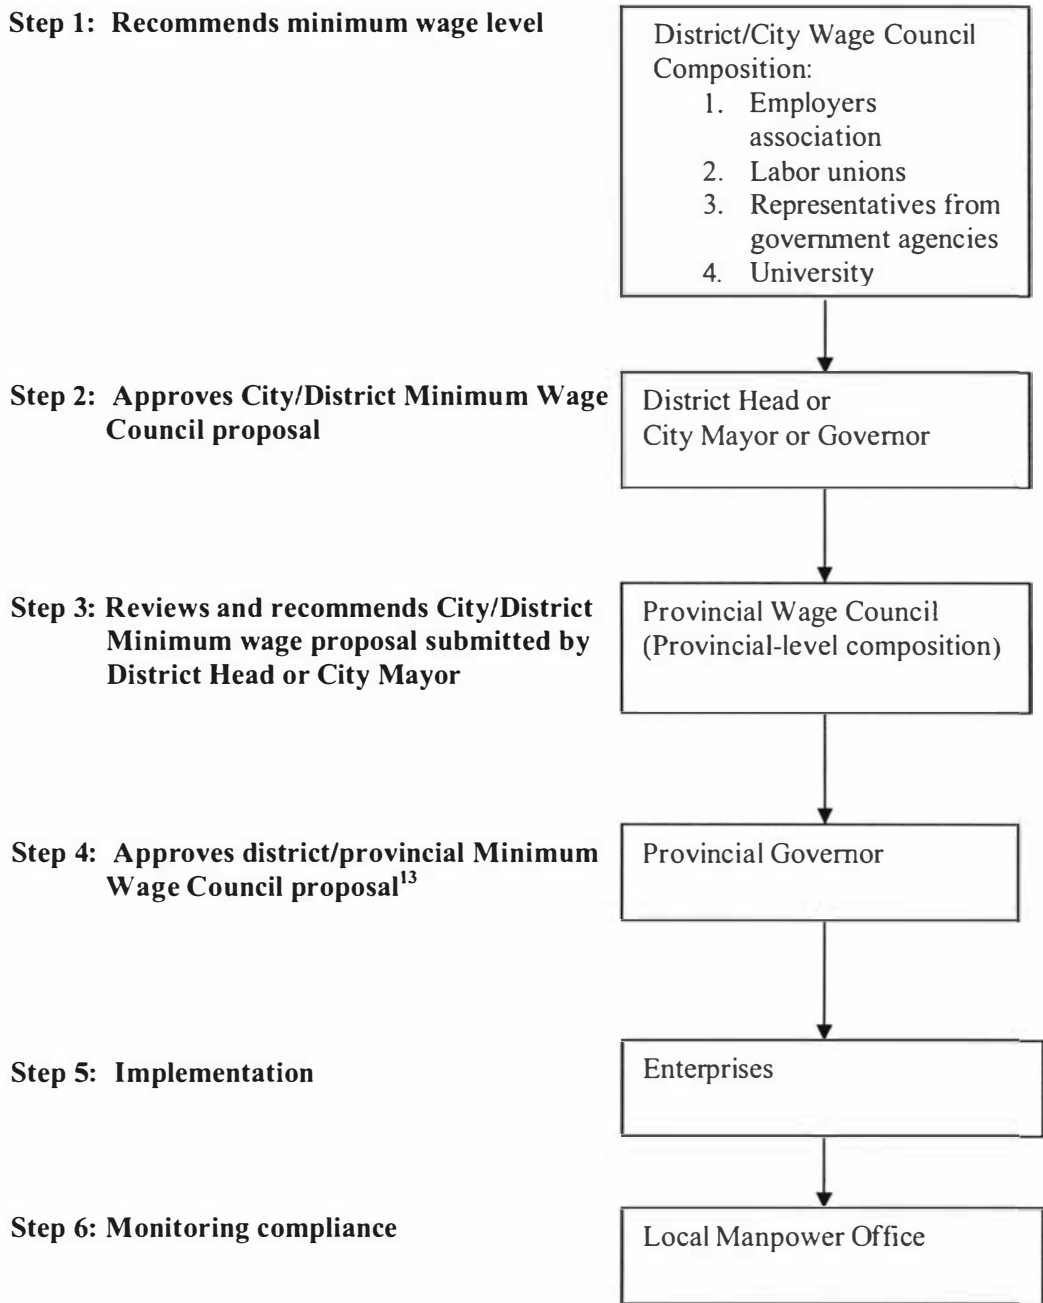 Step 1: Recommends minimum wage level
District/City Wage Council
Composition:
1. Employers
association
2. Labor unions
3. Representatives from
government agencies
4. University
Step 2: Approves City/District Minimum Wage
Council proposal
District Head or
City Mayor or Governor
Step 3: Reviews and recommends City/District
Minimum wage proposal submitted by
District Head or City Mayor
Provincial Wage Council
(Provincial-level composition)
Step 4: Approves district/provincial Minimum
Wage Council proposal¹³
Provincial Governor
Step 5: Implementation
Enterprises
Step 6: Monitoring compliance
Local Manpower Office